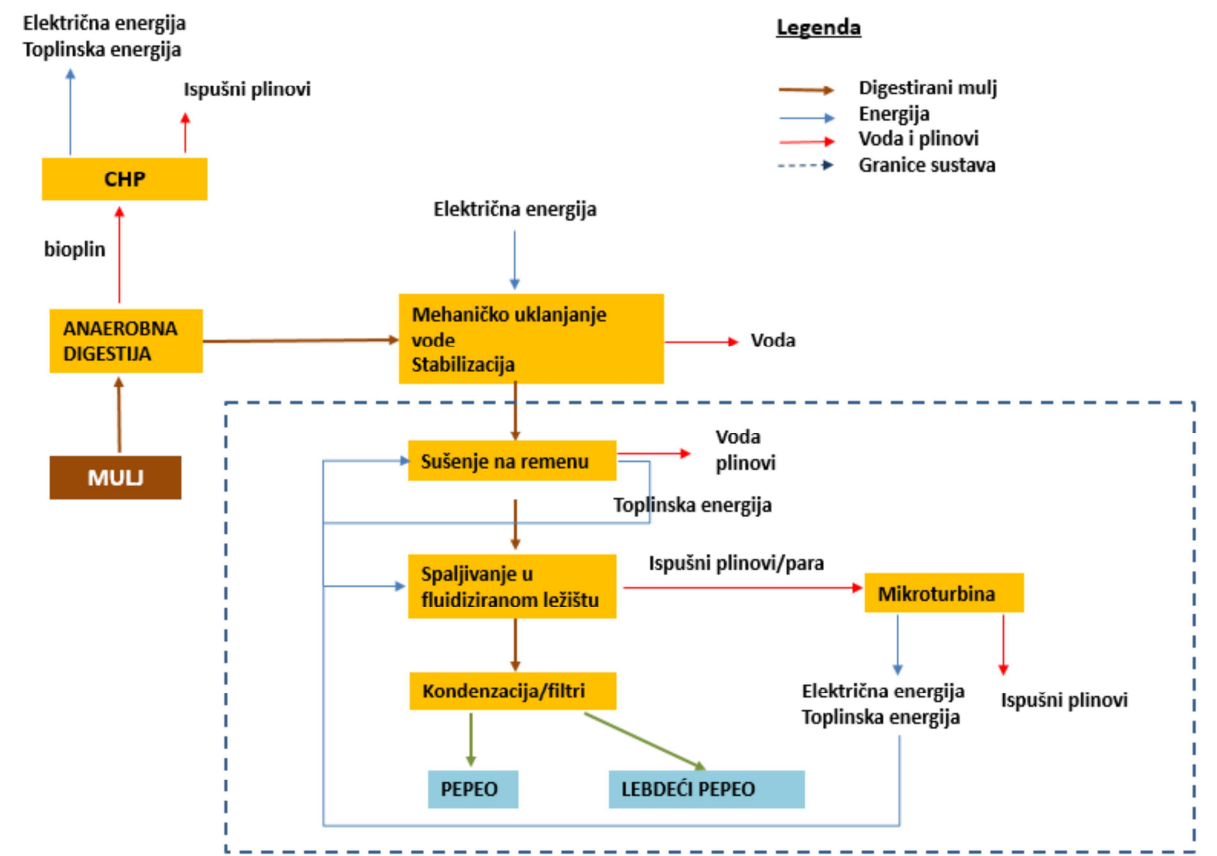 Električna energija
Toplinska energija
Ispušni plinovi
CHP
bioplin
ANAEROBNA
DIGESTIJA
MULJ
Legenda
Digestirani mulj
Energija
Voda i plinovi
Granice sustava
Električna energija
Mehaničko uklanjanje
vode
Stabilizacija
Voda
Sušenje na remenu
Voda
plinovi
Toplinska energija
Spaljivanje u
fluidiziranom ležištu
Ispušni plinovi/para
Mikroturbina
Kondenzacija/filtri
Električna energija
Toplinska energija
Ispušni plinovi
PEPEO
LEBDEĆI PEPEO